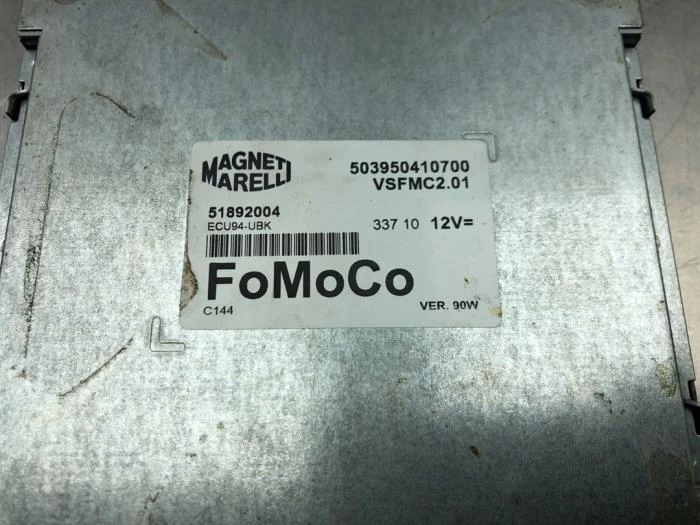 MAGNETI
MARELLI
503950410700
VSFMC2.01
51892004
ECU94-UBK
337 10 12V=
FoMoCo
C144
VER. 90W